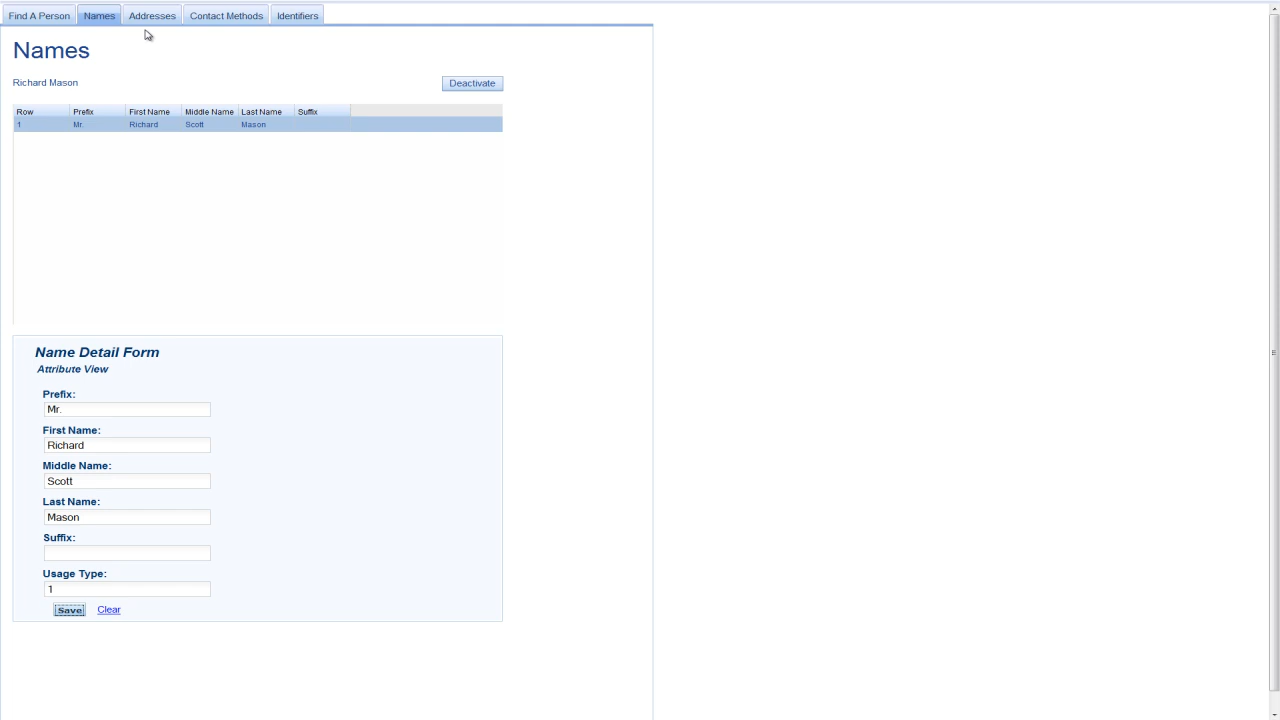 Find A Person Names Addresses Contact Methods Identifiers
Names
Richard Mason Deactivate
Row Prefix First Name Middle Name Last Name Suffix
1 Mr. Richard Scott Mason
Name Detail Form
Attribute View
Prefix:
Mr.
First Name:
Richard
Middle Name:
Scott
Last Name:
Mason
Suffix:
Usage Type:
1
Save Clear